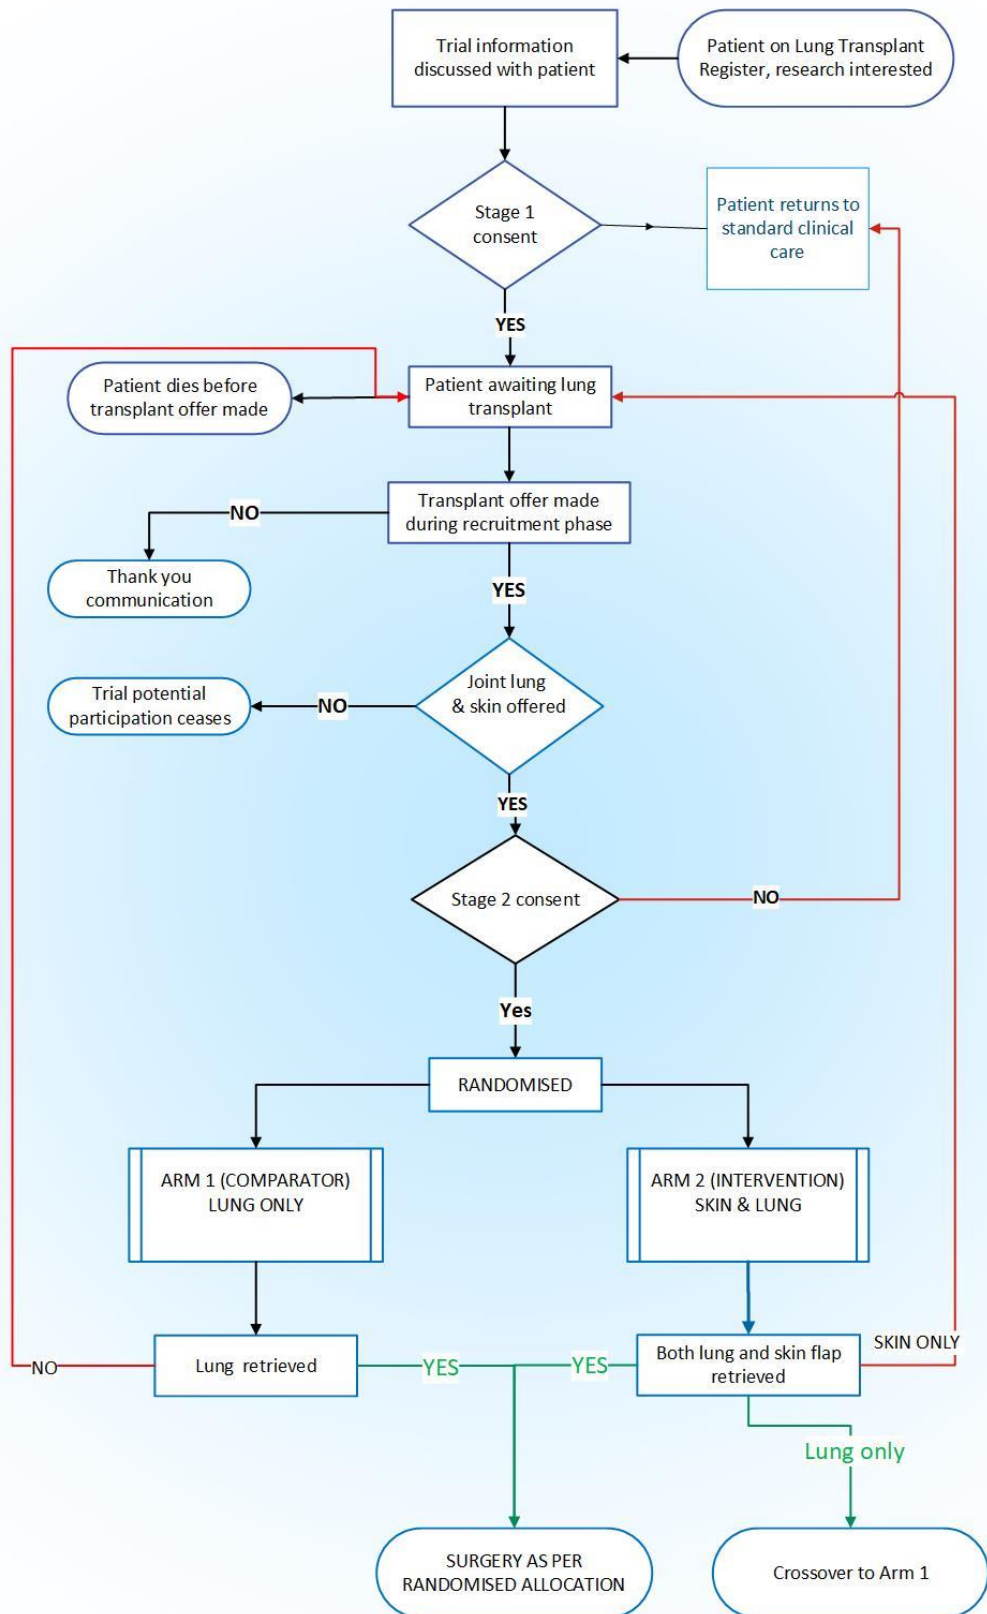 Trial information
discussed with patient
Patient on Lung Transplant
Register, research interested
Stage 1
consent
Patient returns to
standard clinical
care
YES
Patient dies before
transplant offer made
Patient awaiting lung
transplant
Transplant offer made
during recruitment phase
NO
Thank you
communication
YES
Joint lung
& skin offered
NO
Trial potential
participation ceases
YES
Stage 2 consent
NO
Yes
RANDOMISED
ARM 1 (COMPARATOR)
LUNG ONLY
ARM 2 (INTERVENTION)
SKIN & LUNG
NO
Lung retrieved
YES
YES
Both lung and skin flap
retrieved
SKIN ONLY
Lung only
SURGERY AS PER
RANDOMISED ALLOCATION
Crossover to Arm 1